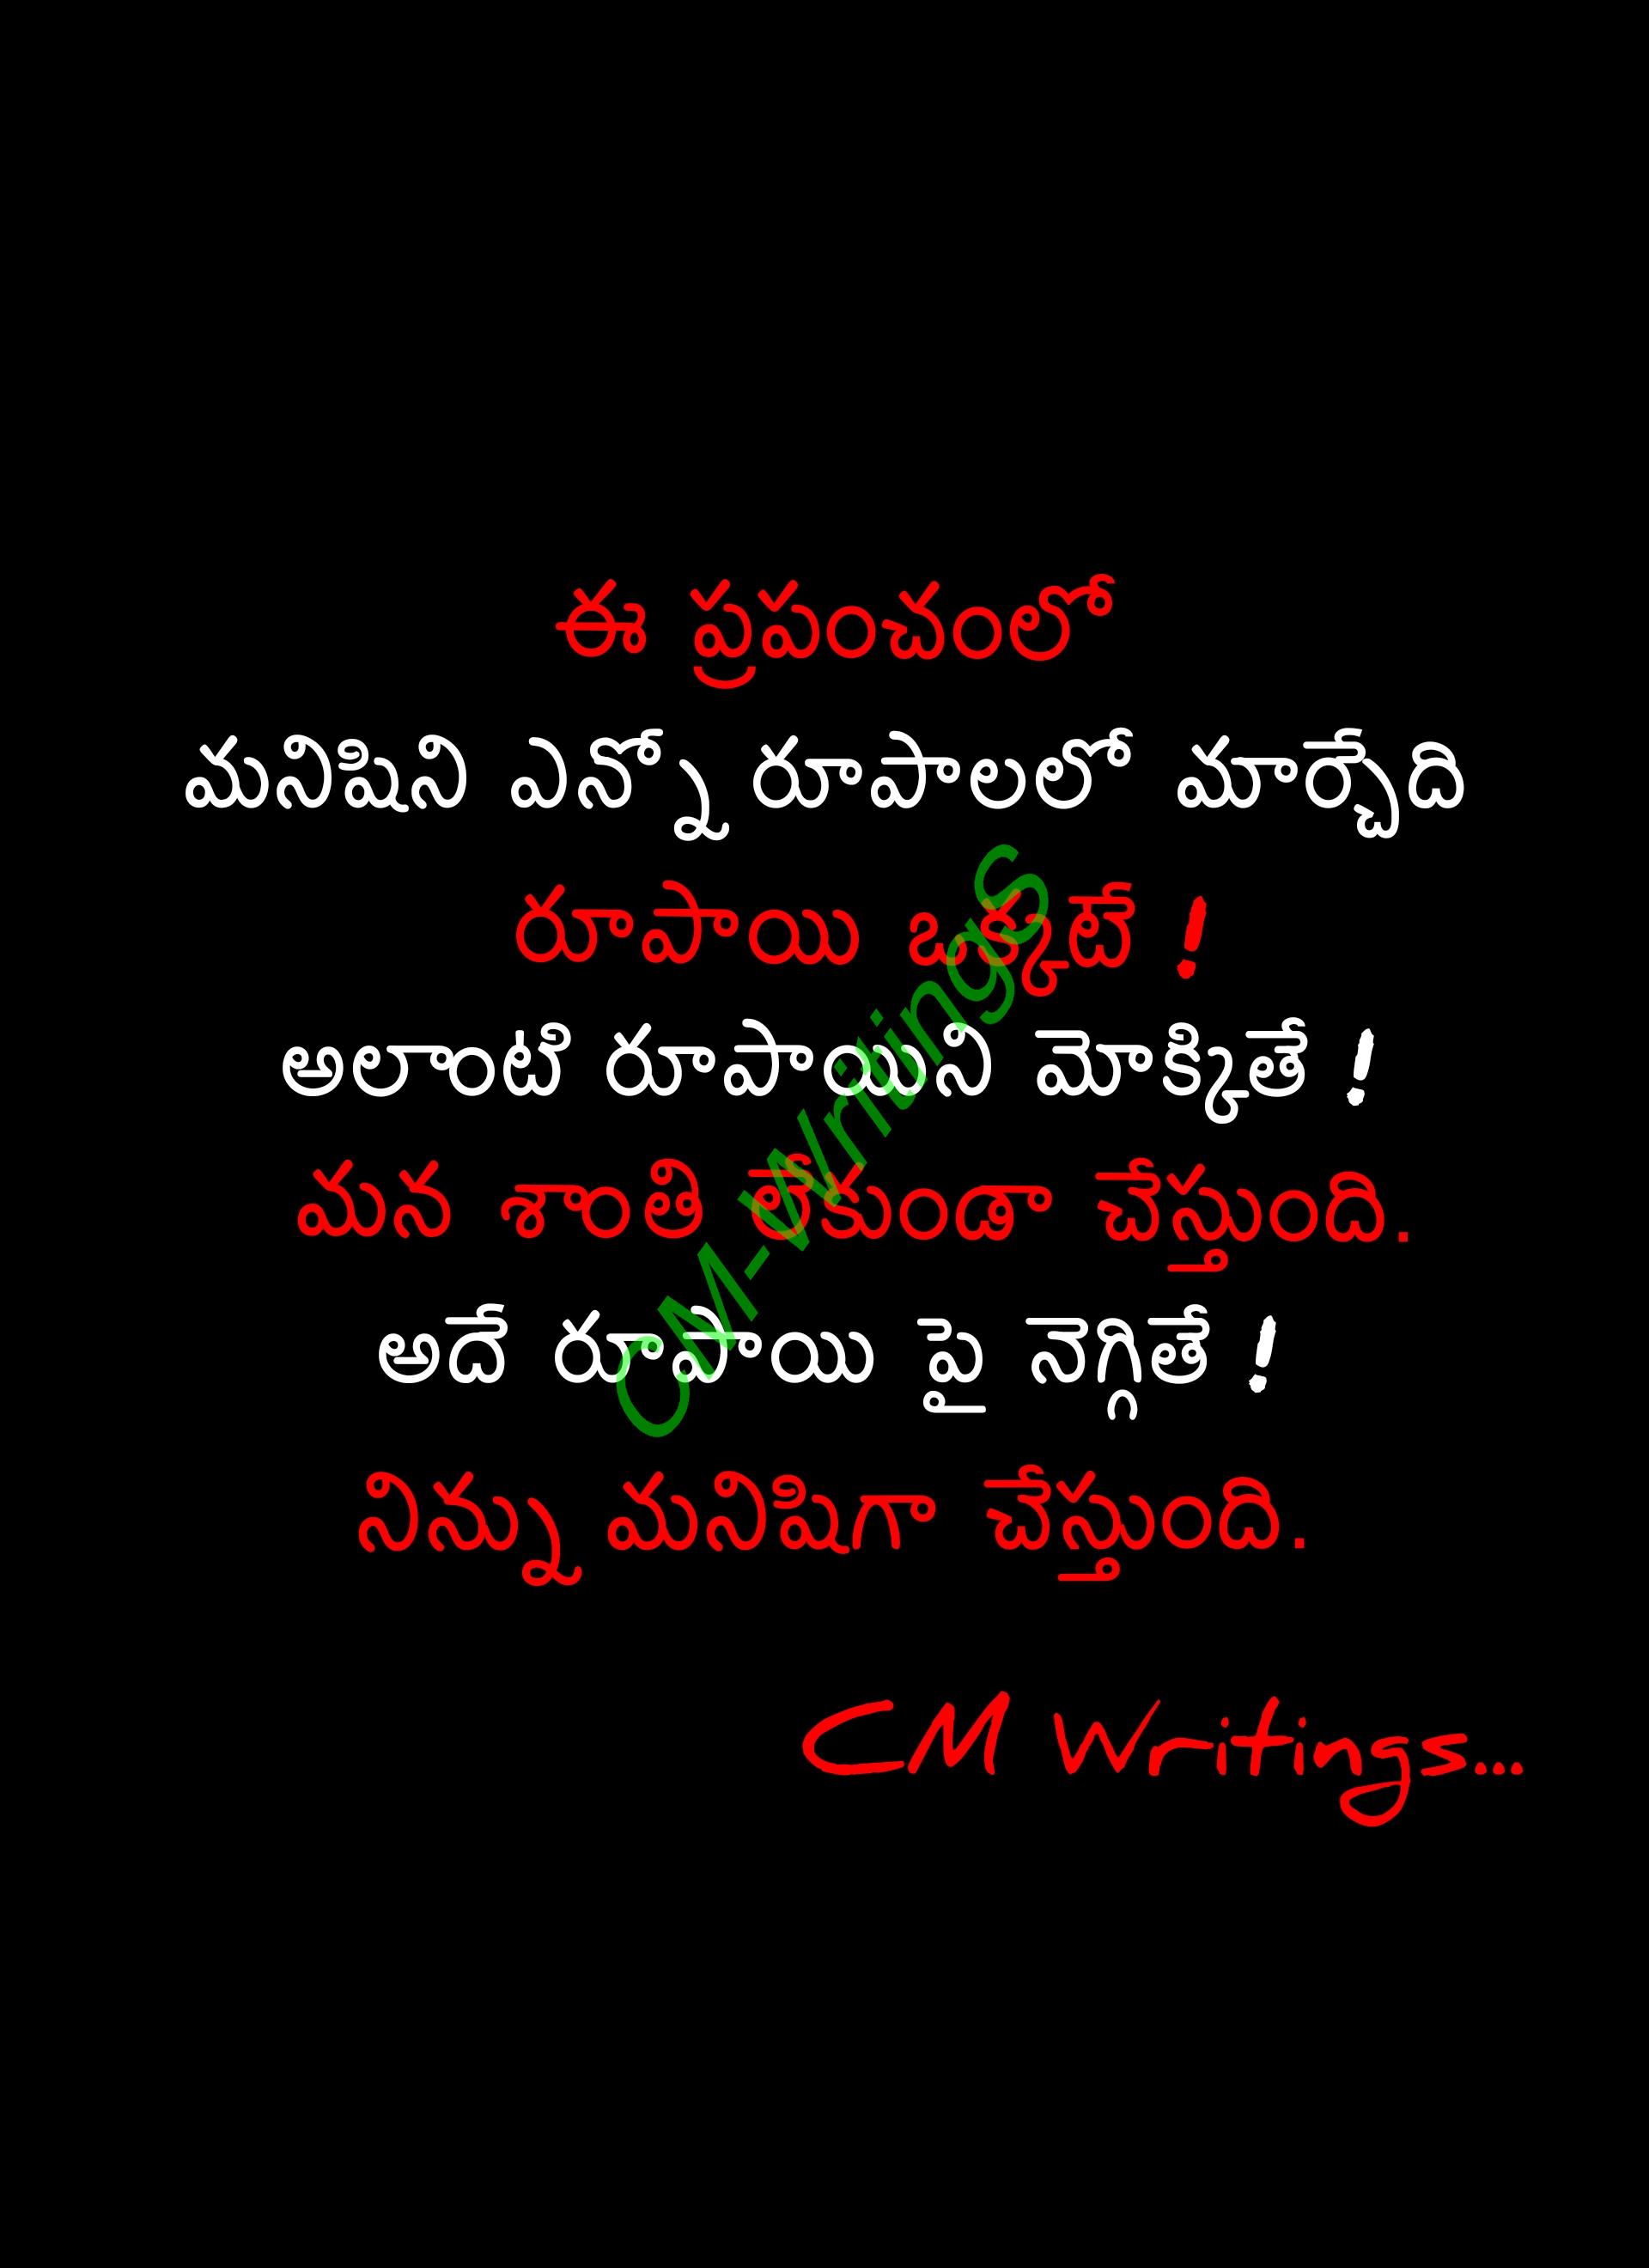 ఈ ప్రపంచంలో
మనిషిని ఎన్నో రూపాలలో మార్చేది
రూపాయి ఒక్కటే !
అలాంటి రూపాయిని మోక్కితే !
మన శాంతి లేకుండా చేస్తుంది.
అదే రూపాయి పై నెగ్గితే !
నిన్ను మనిషిగా చేస్తుంది.
CM Writings...
CM-Writings